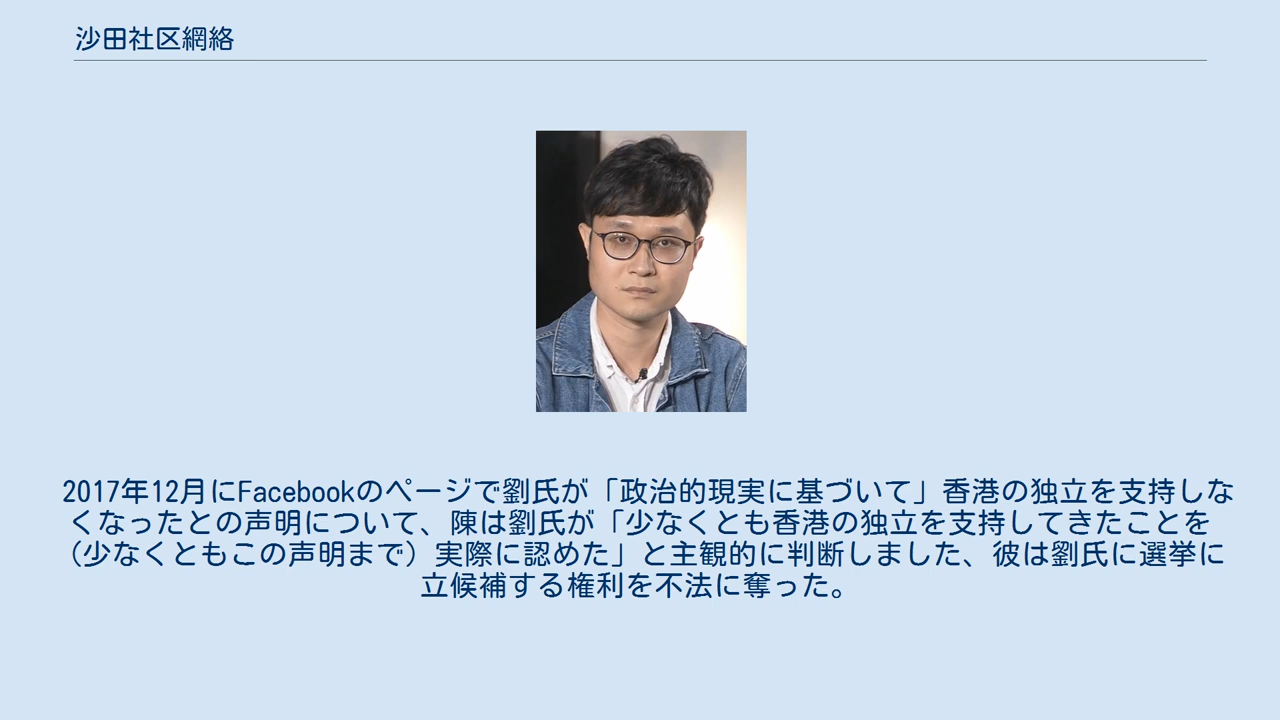 沙田社区網絡
2017年12月にFacebookのページで劉氏が「政治的現実に基づいて」香港の独立を支持しな
くなったとの声明について、陳は劉氏が「少なくとも香港の独立を支持してきたことを
（少なくともこの声明まで）実際に認めた」と主観的に判断しました、彼は劉氏に選挙に
立候補する権利を不法に奪った。